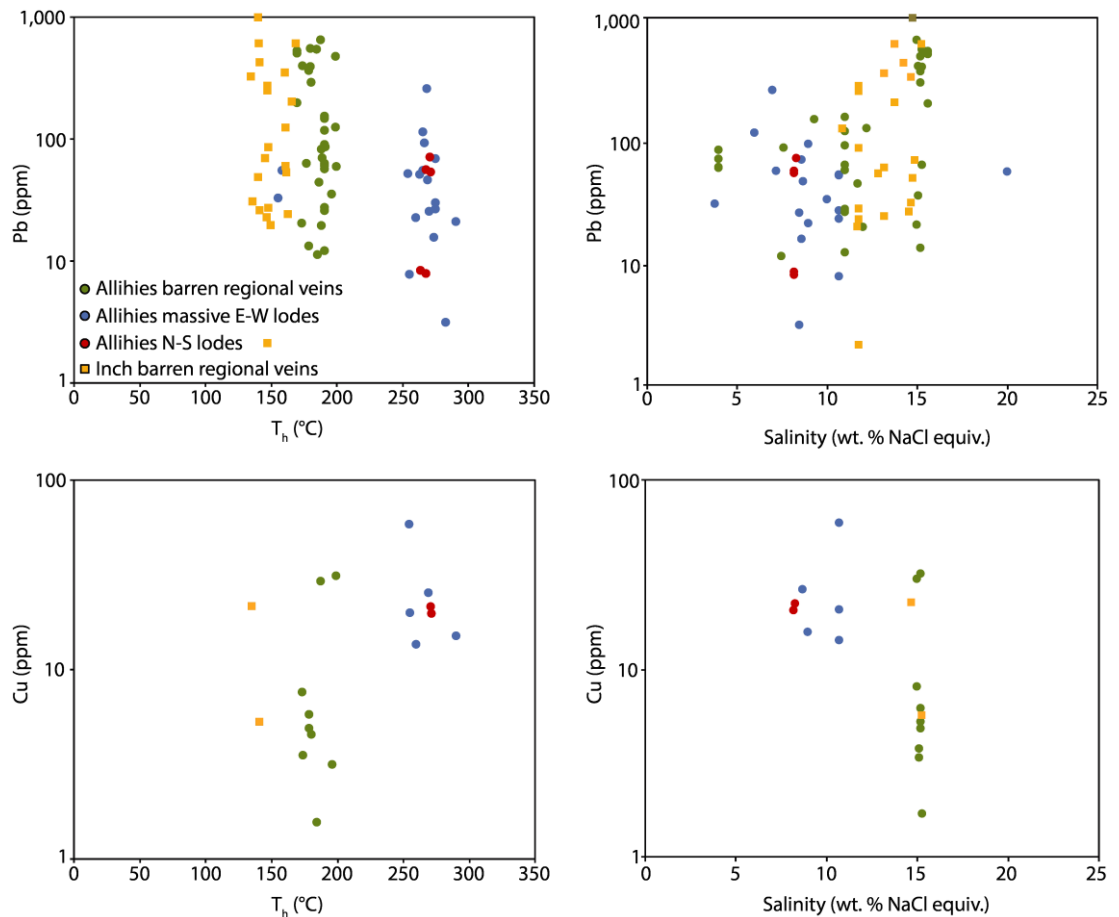 1,000
100
10
1
Pb (ppm)
0 50 100 150 200 250 300 350
T h (°C)
Allihies barren regional veins
Allihies massive E-W lodes
Allihies N-S lodes
Inch barren regional veins
1,000
100
10
1
Pb (ppm)
0 5 10 15 20 25
Salinity (wt. % NaCl equiv.)
100
10
1
Cu (ppm)
0 50 100 150 200 250 300 350
T h (°C)
100
10
1
Cu (ppm)
0 5 10 15 20 25
Salinity (wt. % NaCl equiv.)